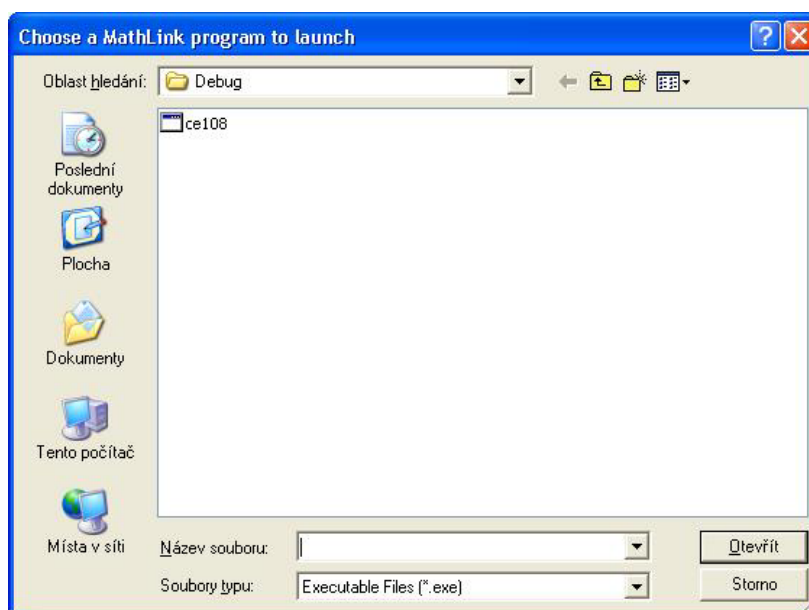 Choose a MathLink program to launch
Oblast hledání: Debug
ce108
Poslední
dokumenty
Plocha
Dokumenty
Tento počítač
Místa v síti
Název souboru:
Otevřít
Soubory typu: Executable Files (*.exe)
Storno